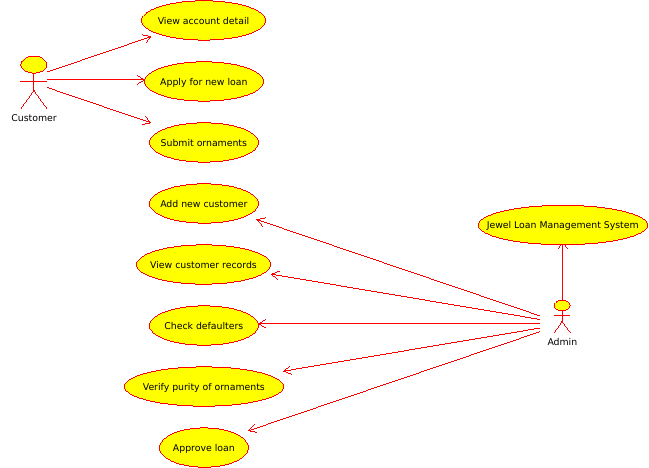 View account detail
Apply for new loan
Customer
Submit ornaments
Add new customer
Jewel Loan Management System
View customer records
Check defaulters
Admin
Verify purity of ornaments
Approve loan